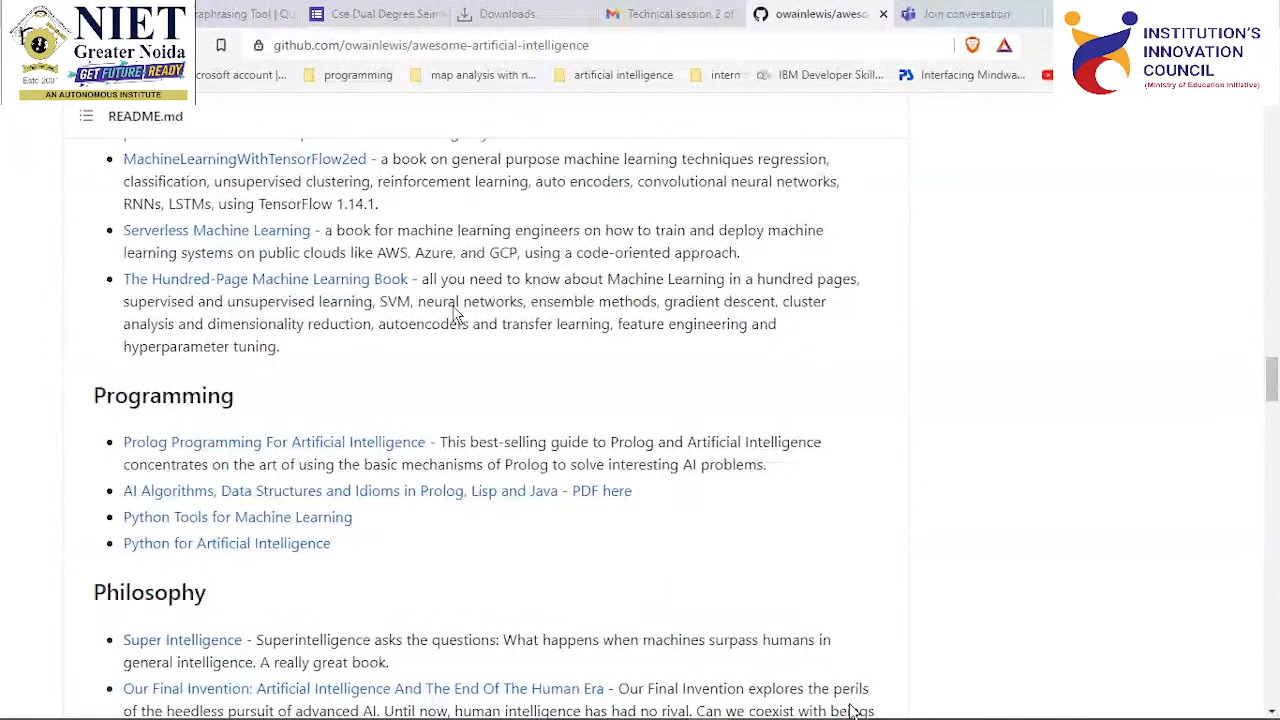 NIET
Greater Noida
GET FUTURE READY
Estd 2001
AN AUTONOMOUS INSTITUTE
raphrasing Tool | Qu
Cse Dual Degree Semi
Downloads
Technical session 2 o
owainlewis/aweso
Join conversation
github.com/owainlewis/awesome-artificial-intelligence
crosoft account |...
programming
map analysis with n...
artificial intelligence
intern
IBM Developer Skill...
Interfacing Mindwa...
INSTITUTION'S
INNOVATION
COUNCIL
(Ministry of Education Initiative)
README.md
MachineLearningWithTensorFlow2ed - a book on general purpose machine learning techniques regression,
classification, unsupervised clustering, reinforcement learning, auto encoders, convolutional neural networks,
RNNs, LSTMs, using TensorFlow 1.14.1.
Serverless Machine Learning - a book for machine learning engineers on how to train and deploy machine
learning systems on public clouds like AWS, Azure, and GCP, using a code-oriented approach.
The Hundred-Page Machine Learning Book - all you need to know about Machine Learning in a hundred pages,
supervised and unsupervised learning, SVM, neural networks, ensemble methods, gradient descent, cluster
analysis and dimensionality reduction, autoencoders and transfer learning, feature engineering and
hyperparameter tuning.
Programming
Prolog Programming For Artificial Intelligence - This best-selling guide to Prolog and Artificial Intelligence
concentrates on the art of using the basic mechanisms of Prolog to solve interesting AI problems.
AI Algorithms, Data Structures and Idioms in Prolog, Lisp and Java - PDF here
Python Tools for Machine Learning
Python for Artificial Intelligence
Philosophy
Super Intelligence - Superintelligence asks the questions: What happens when machines surpass humans in
general intelligence. A really great book.
Our Final Invention: Artificial Intelligence And The End Of The Human Era - Our Final Invention explores the perils
of the heedless pursuit of advanced AI. Until now, human intelligence has had no rival. Can we coexist with beings